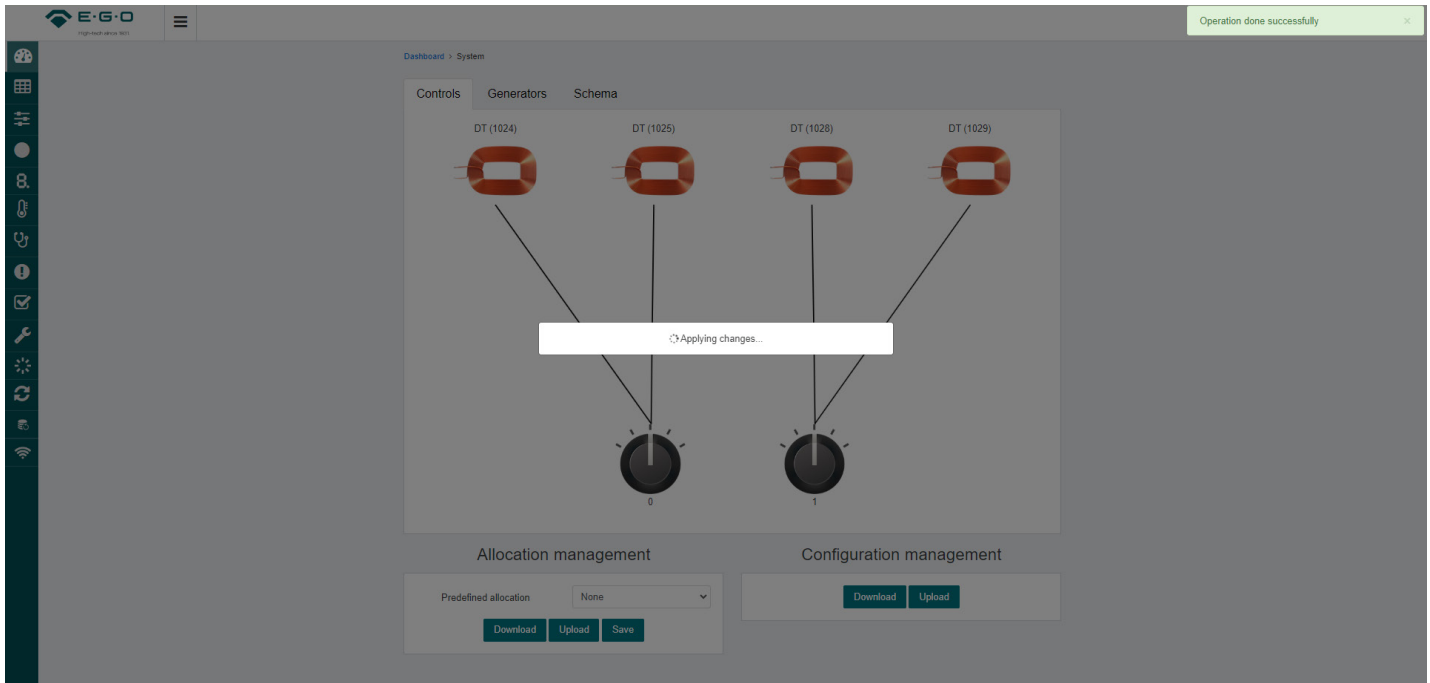 E·G·O
Operation done successfully ×
Dashboard > System
Controls Generators Schema
DT (1024) DT (1025) DT (1028) DT (1029)
Applying changes...
0 1
Allocation management Configuration management
Predefined allocation None Download Upload
Download Upload Save
8.